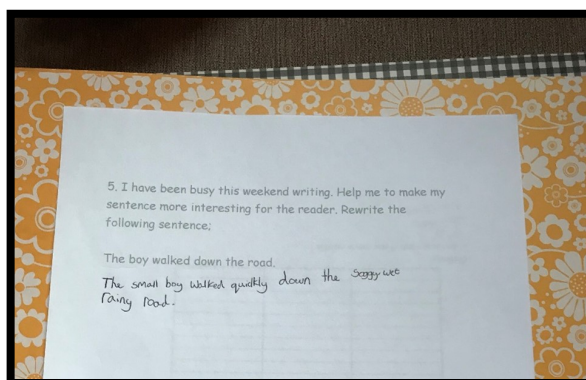 5. I have been busy this weekend writing. Help me to make my
sentence more interesting for the reader. Rewrite the
following sentence;
The boy walked down the road.
The small boy walked quickly down the soggy wet
rainy road.